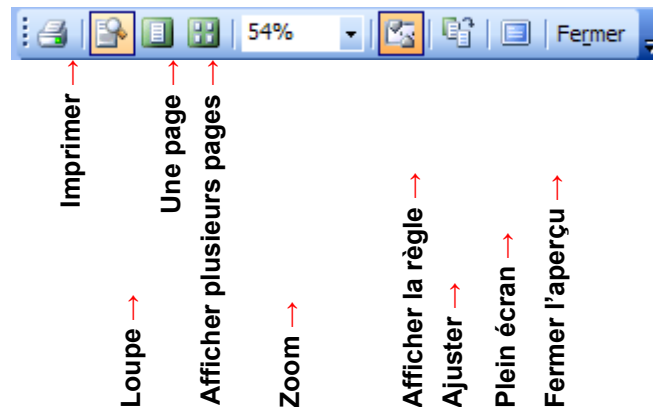 54%
Fermer
Imprimer
Loupe
Une page
Afficher plusieurs pages
Zoom
Afficher la règle
Ajuster
Plein écran
Fermer l'aperçu